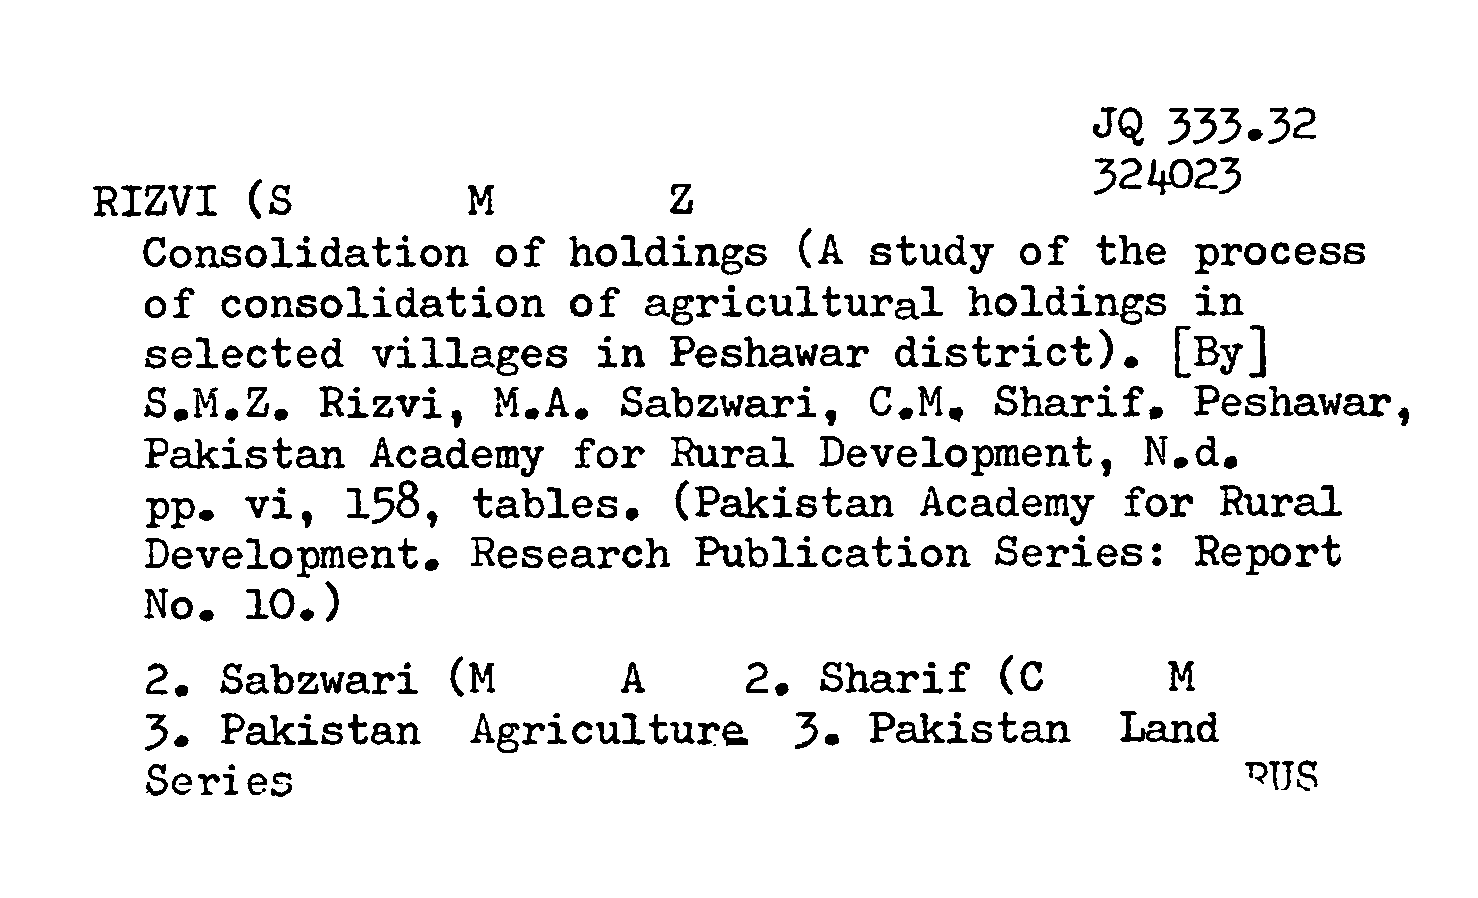 JQ 333.32
324023
RIZVI (S M Z
Consolidation of holdings (A study of the process
of consolidation of agricultural holdings in
selected villages in Peshawar district). [By]
S.M.Z. Rizvi, M.A. Sabzwari, C.M. Sharif. Peshawar,
Pakistan Academy for Rural Development, N.d.
pp. vi, 158, tables. (Pakistan Academy for Rural
Development. Research Publication Series: Report
No. 10.)
2. Sabzwari (M A 2. Sharif (C M
3. Pakistan Agriculture 3. Pakistan Land
Series